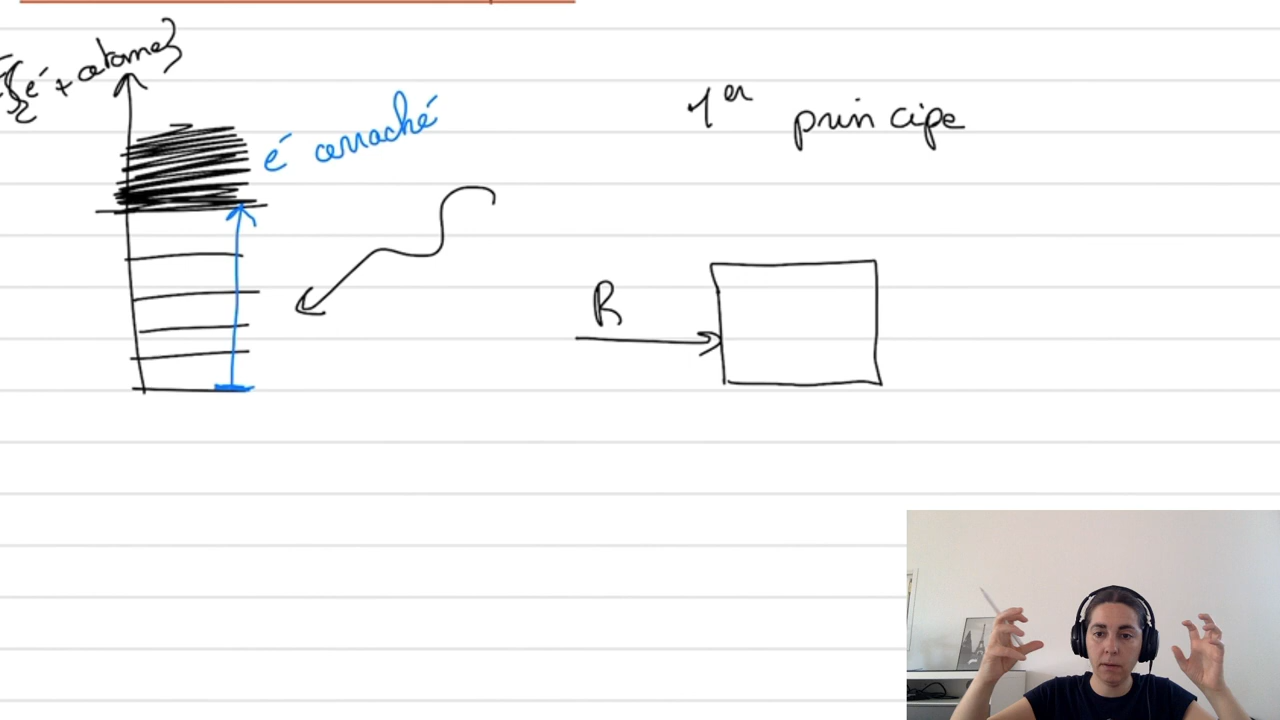 {é + atome}
é arraché
1er
principe
R